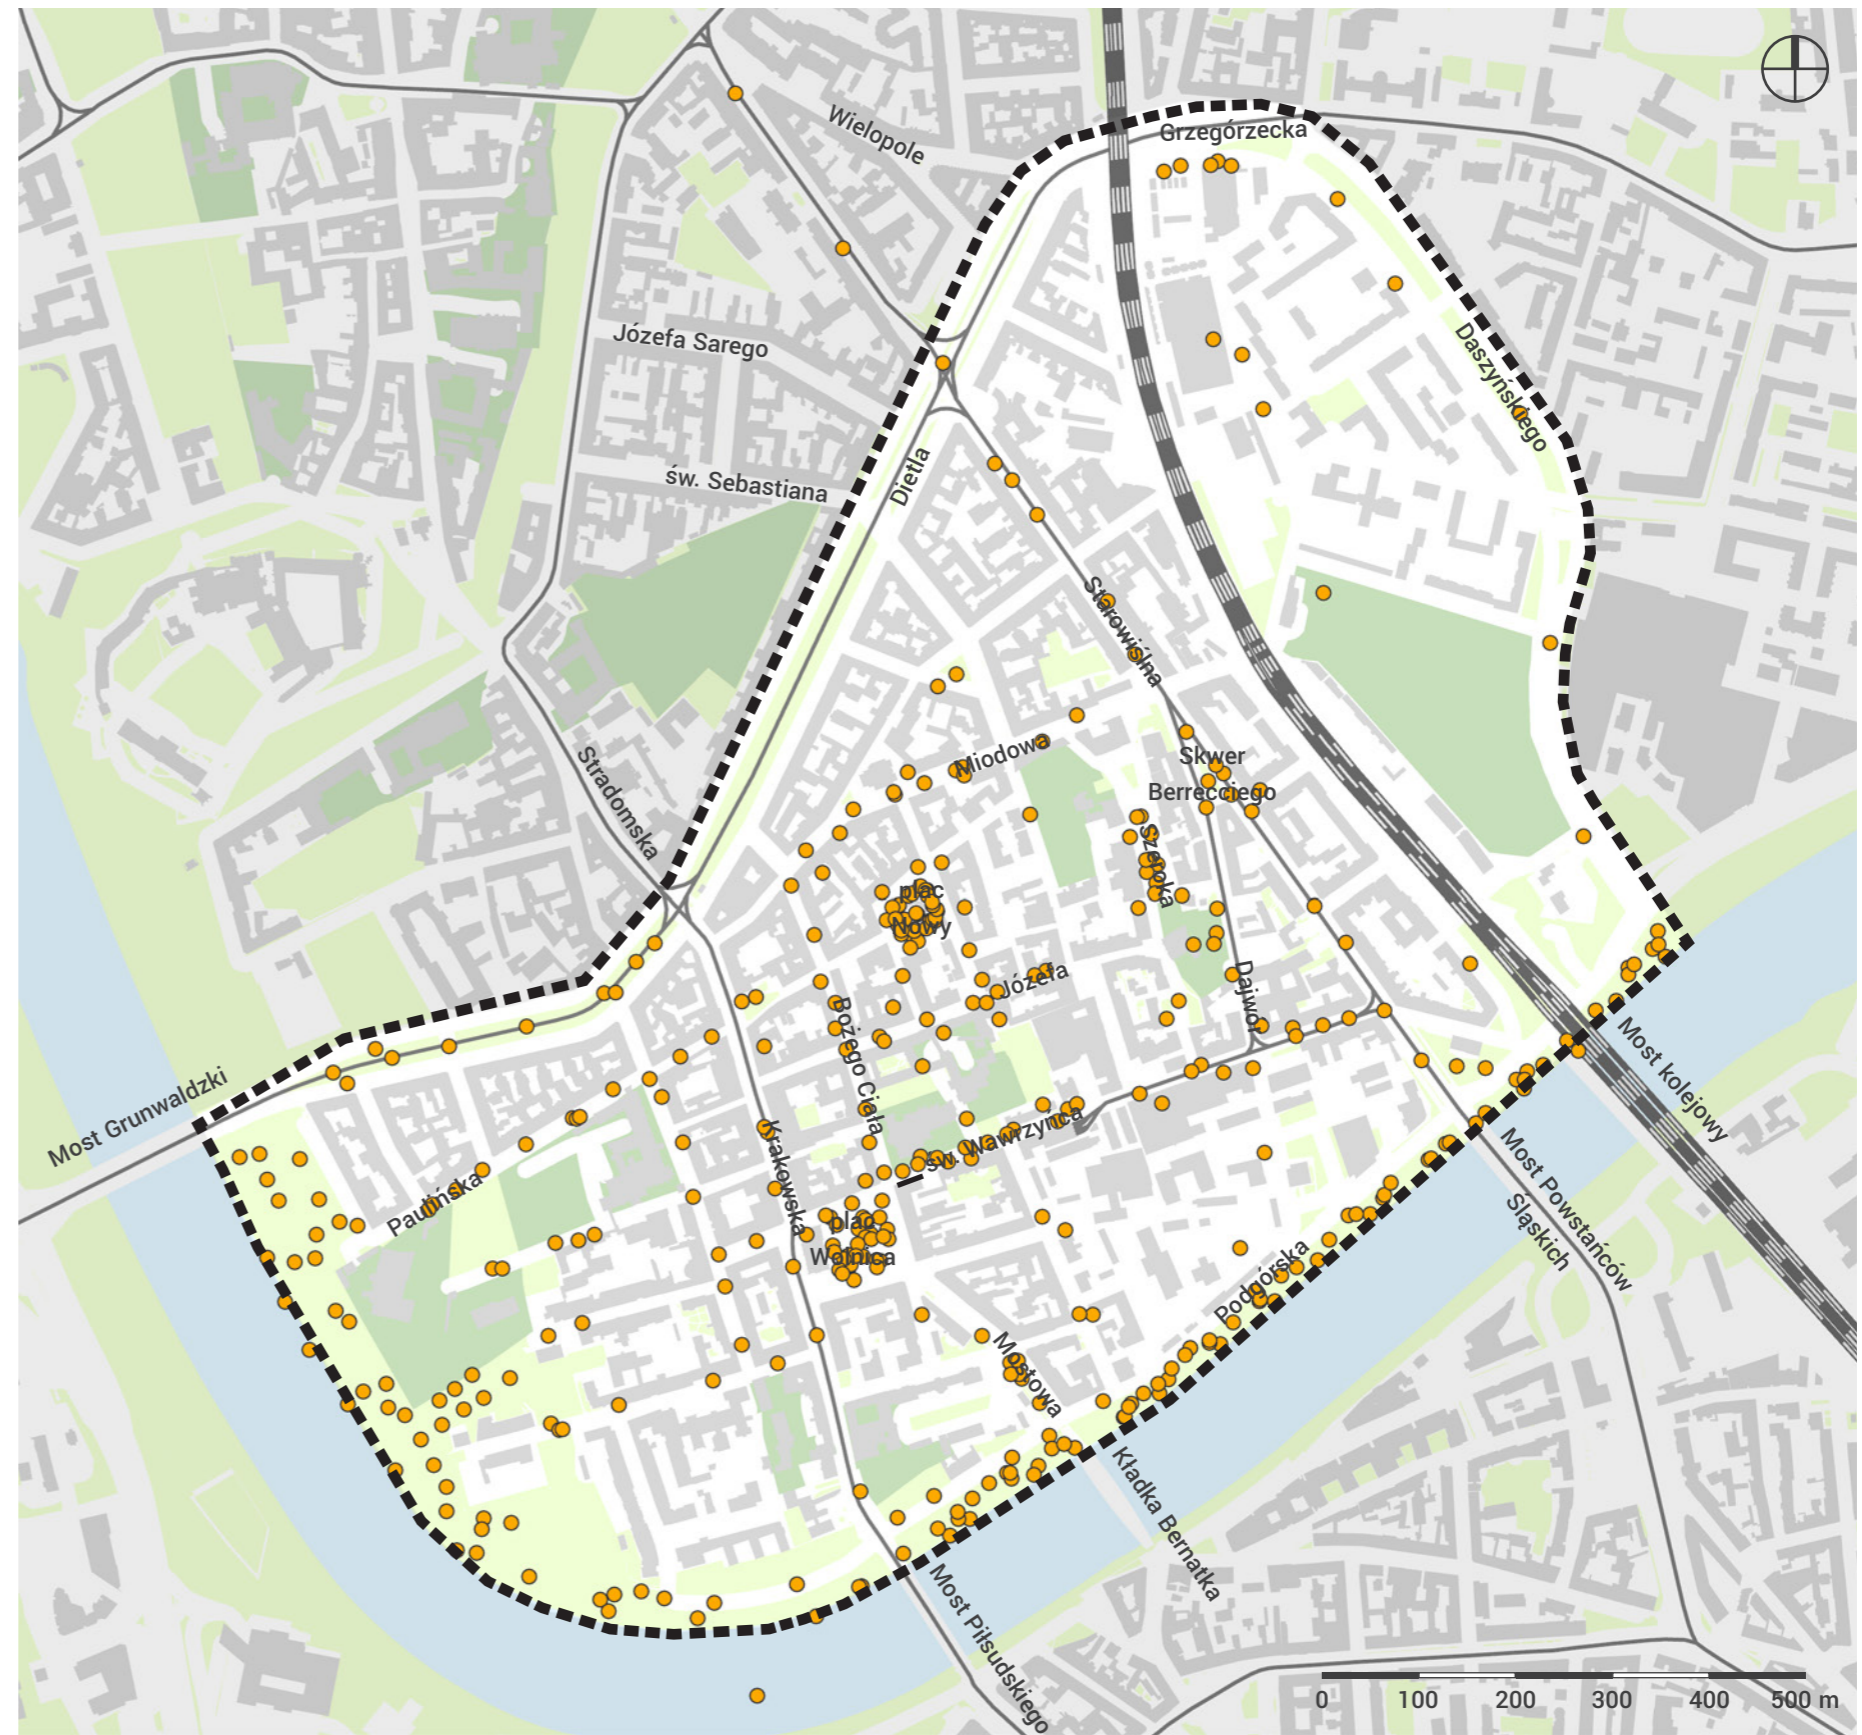 Wielopole
Grzegórzecka
Józefa Sarego
Daszyńskiego
św. Sebastiana
Dietla
Starowiślna
Stradomska
Miodowa
Skwer
Berrecciego
Szeroka
plac
Nowy
Józefa
Dajwór
Bożego Ciała
Most Grunwaldzki
Most kolejowy
Krakowska
św. Wawrzyńca
Paulińska
Most Powstańców
Śląskich
plac
Wolnica
Podgórska
Mostowa
Kładka Bernatka
Most Piłsudskiego
0 100 200 300 400 500 m